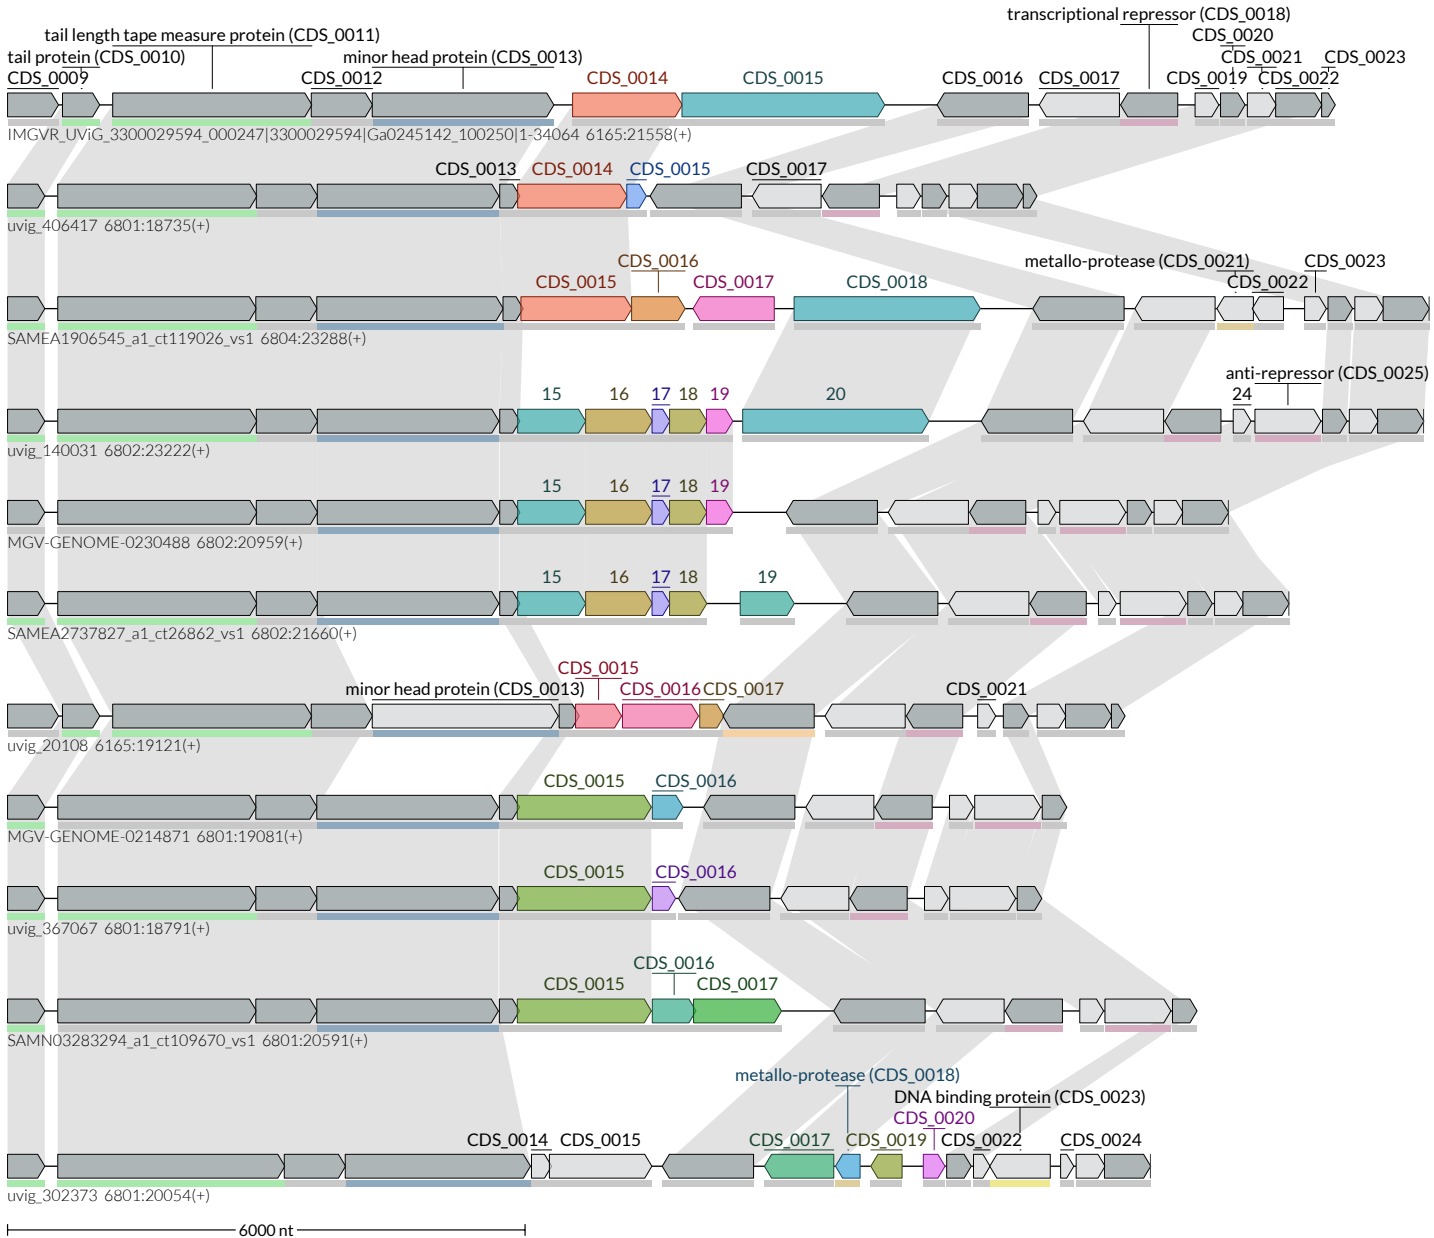 transcriptional repressor (CDS_0018)
tail length tape measure protein (CDS_0011) CDS_0020
tail protein (CDS_0010) minor head protein (CDS_0013) CDS_0021 CDS_0023
CDS_0009 CDS_0012 CDS_0014 CDS_0015 CDS_0016 CDS_0017 CDS_0019 CDS_0022
IMGVR_UViG_3300029594_000247|3300029594|Ga0245142_100250|1-34064 6165:21558(+)
CDS_0013 CDS_0014 CDS_0015 CDS_0017
uvig_406417 6801:18735(+)
CDS_0016 metallo-protease (CDS_0021) CDS_0023
CDS_0015 CDS_0017 CDS_0018 CDS_0022
SAMEA1906545_a1_ct119026_vs1 6804:23288(+)
anti-repressor (CDS_0025)
15 16 17 18 19 20 24
uvig_140031 6802:23222(+)
15 16 17 18 19
MGV-GENOME-0230488 6802:20959(+)
15 16 17 18 19
SAMEA2737827_a1_ct26862_vs1 6802:21660(+)
CDS_0015
minor head protein (CDS_0013) CDS_0016 CDS_0017 CDS_0021
uvig_20108 6165:19121(+)
CDS_0015 CDS_0016
MGV-GENOME-0214871 6801:19081(+)
CDS_0015 CDS_0016
uvig_367067 6801:18791(+)
CDS_0016
CDS_0015 CDS_0017
SAMN03283294_a1_ct109670_vs1 6801:20591(+)
metallo-protease (CDS_0018)
DNA binding protein (CDS_0023)
CDS_0020
CDS_0014 CDS_0015 CDS_0017 CDS_0019 CDS_0022 CDS_0024
uvig_302373 6801:20054(+)
6000 nt